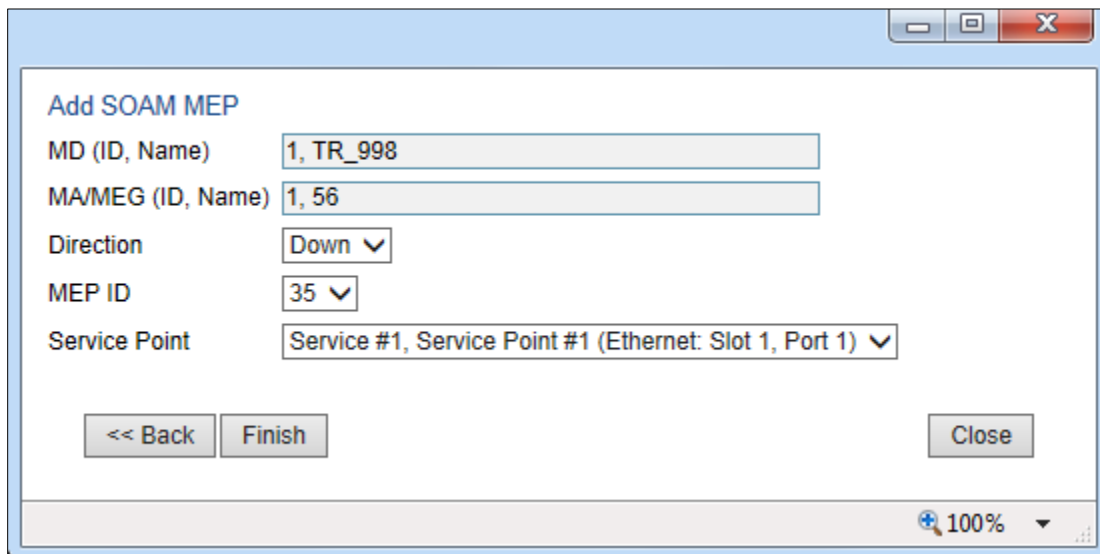 Add SOAM MEP
MD (ID, Name) 1, TR_998
MA/MEG (ID, Name) 1, 56
Direction Down
MEP ID 35
Service Point Service #1, Service Point #1 (Ethernet: Slot 1, Port 1)
<< Back Finish Close
100%